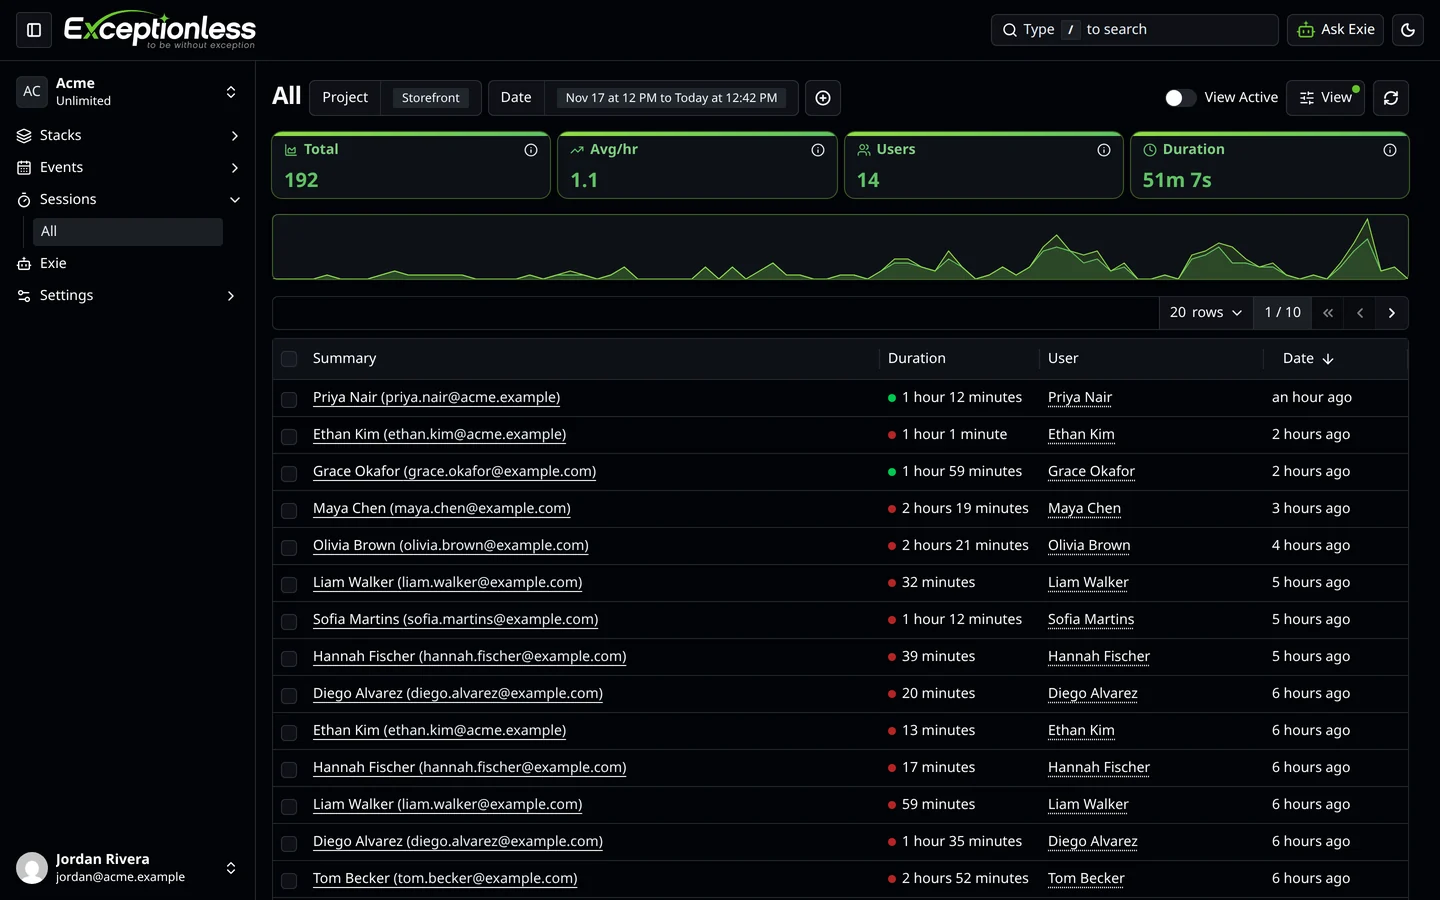 Exceptionless
to be without exception
Type / to search
Ask Exie
AC
Acme
Unlimited
Stacks
Events
Sessions
All
Exie
Settings
Jordan Rivera
jordan@acme.example
All
Project Storefront
Date Nov 17 at 12 PM to Today at 12:42 PM
View Active
View
Total
192
Avg/hr
1.1
Users
14
Duration
51m 7s
20 rows 1 / 10
Summary Duration User Date
Priya Nair (priya.nair@acme.example) 1 hour 12 minutes Priya Nair an hour ago
Ethan Kim (ethan.kim@acme.example) 1 hour 1 minute Ethan Kim 2 hours ago
Grace Okafor (grace.okafor@example.com) 1 hour 59 minutes Grace Okafor 2 hours ago
Maya Chen (maya.chen@example.com) 2 hours 19 minutes Maya Chen 3 hours ago
Olivia Brown (olivia.brown@example.com) 2 hours 21 minutes Olivia Brown 4 hours ago
Liam Walker (liam.walker@example.com) 32 minutes Liam Walker 5 hours ago
Sofia Martins (sofia.martins@example.com) 1 hour 12 minutes Sofia Martins 5 hours ago
Hannah Fischer (hannah.fischer@example.com) 39 minutes Hannah Fischer 5 hours ago
Diego Alvarez (diego.alvarez@example.com) 20 minutes Diego Alvarez 6 hours ago
Ethan Kim (ethan.kim@acme.example) 13 minutes Ethan Kim 6 hours ago
Hannah Fischer (hannah.fischer@example.com) 17 minutes Hannah Fischer 6 hours ago
Liam Walker (liam.walker@example.com) 59 minutes Liam Walker 6 hours ago
Diego Alvarez (diego.alvarez@example.com) 1 hour 35 minutes Diego Alvarez 6 hours ago
Tom Becker (tom.becker@example.com) 2 hours 52 minutes Tom Becker 6 hours ago